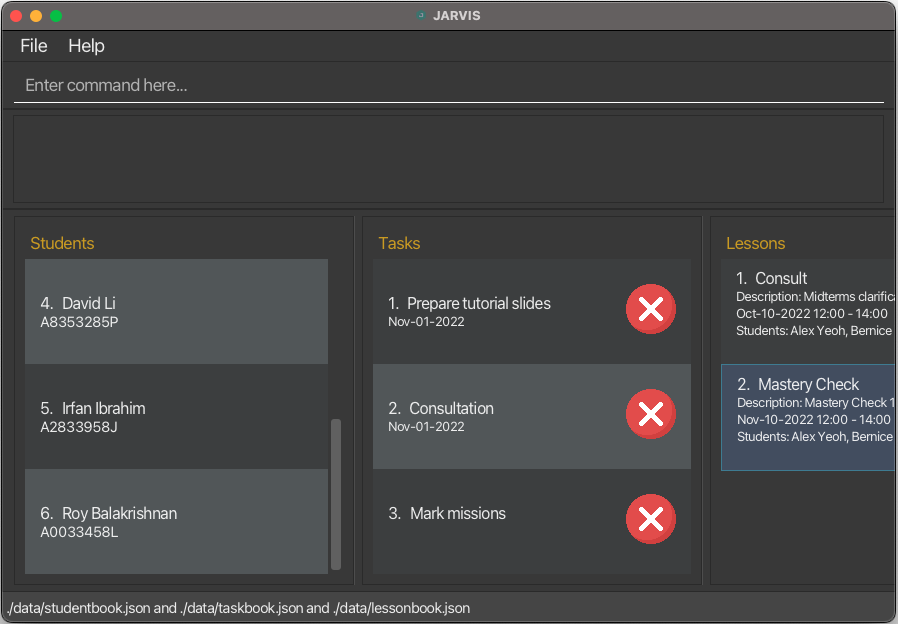 JARVIS
File Help
Enter command here...
Students
4. David Li
A8353285P
5. Irfan Ibrahim
A2833958J
6. Roy Balakrishnan
A0033458L
Tasks
1. Prepare tutorial slides
Nov-01-2022
2. Consultation
Nov-01-2022
3. Mark missions
Lessons
1. Consult
Description: Midterms clarifica
Oct-10-2022 12:00 - 14:00
Students: Alex Yeoh, Bernice
2. Mastery Check
Description: Mastery Check 1
Nov-10-2022 12:00 - 14:00
Students: Alex Yeoh, Bernice
./data/studentbook.json and ./data/taskbook.json and ./data/lessonbook.json